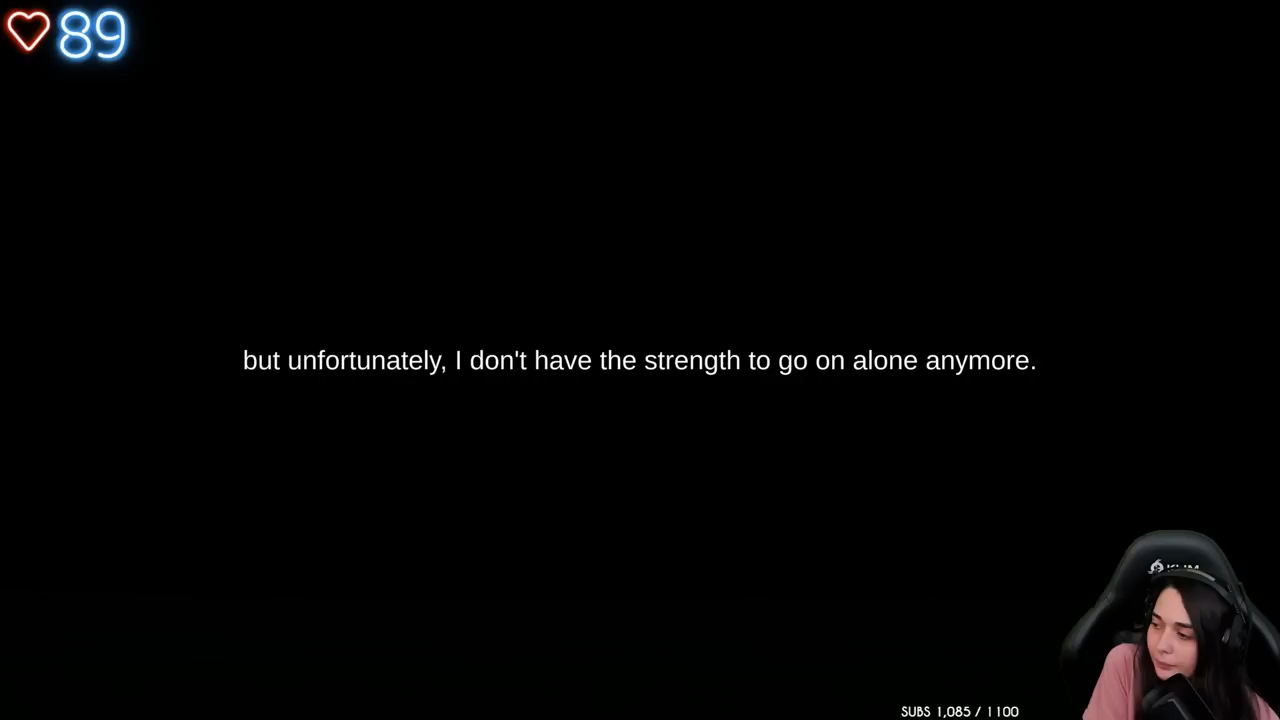 89
but unfortunately, I don't have the strength to go on alone anymore.
SUBS 1,085 / 1100